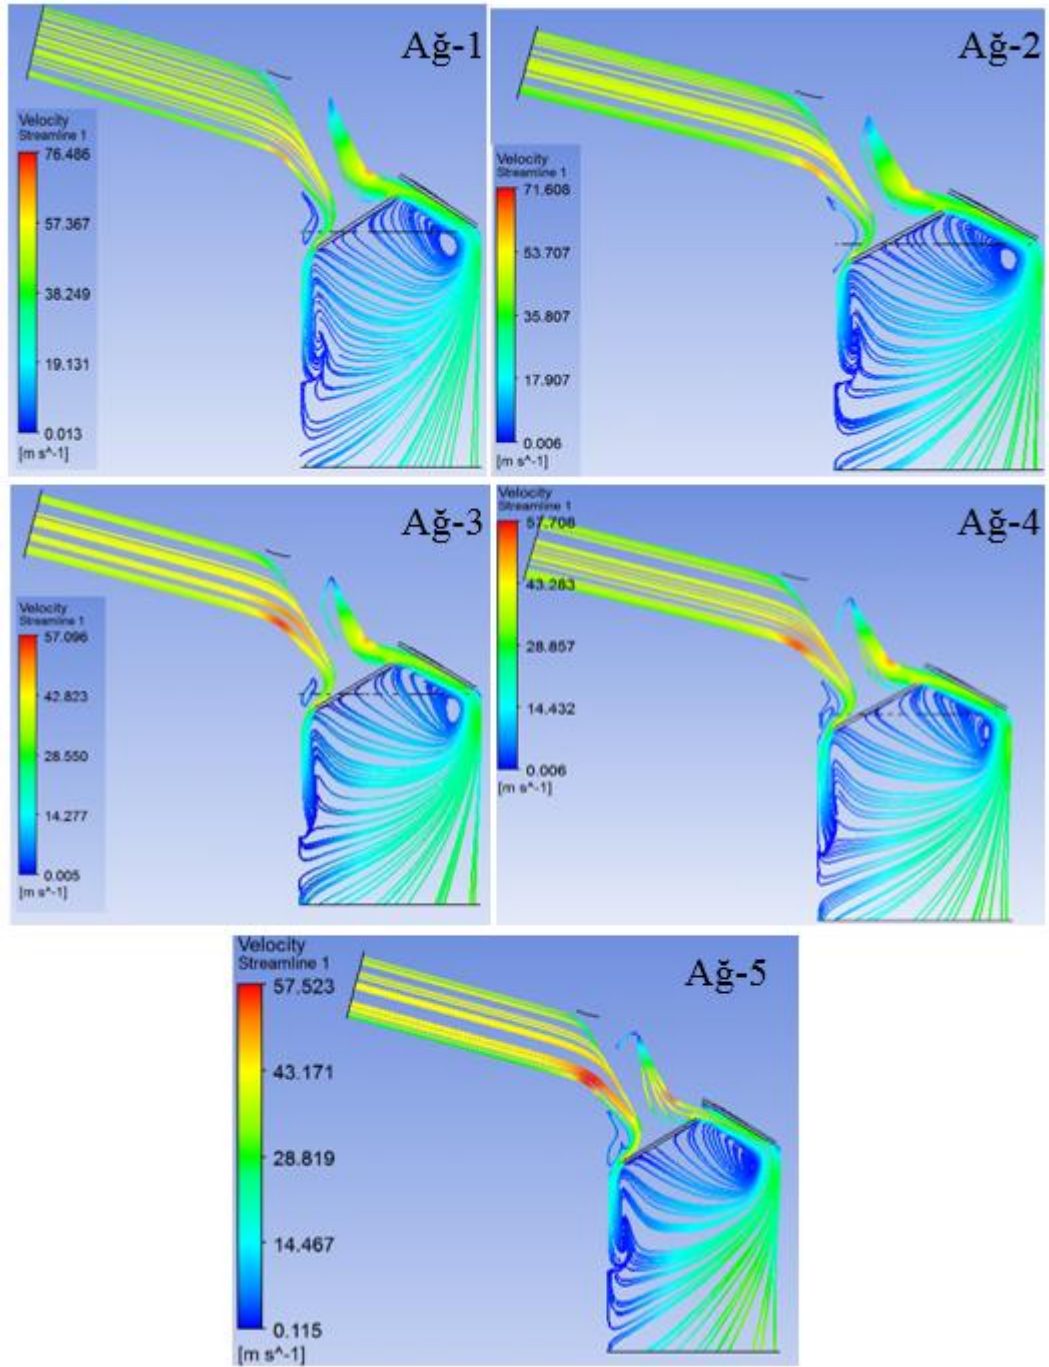 Ağ-1
Velocity
Streamline 1
76.486
57.367
38.249
19.131
0.013
[m s^-1]
Ağ-2
Velocity
Streamline 1
71.608
53.707
35.807
17.907
0.006
[m s^-1]
Ağ-3
Velocity
Streamline 1
57.096
42.823
28.550
14.277
0.005
[m s^-1]
Ağ-4
Velocity
Streamline 1
57.708
43.283
28.857
14.432
0.006
[m s^-1]
Ağ-5
Velocity
Streamline 1
57.523
43.171
28.819
14.467
0.115
[m s^-1]